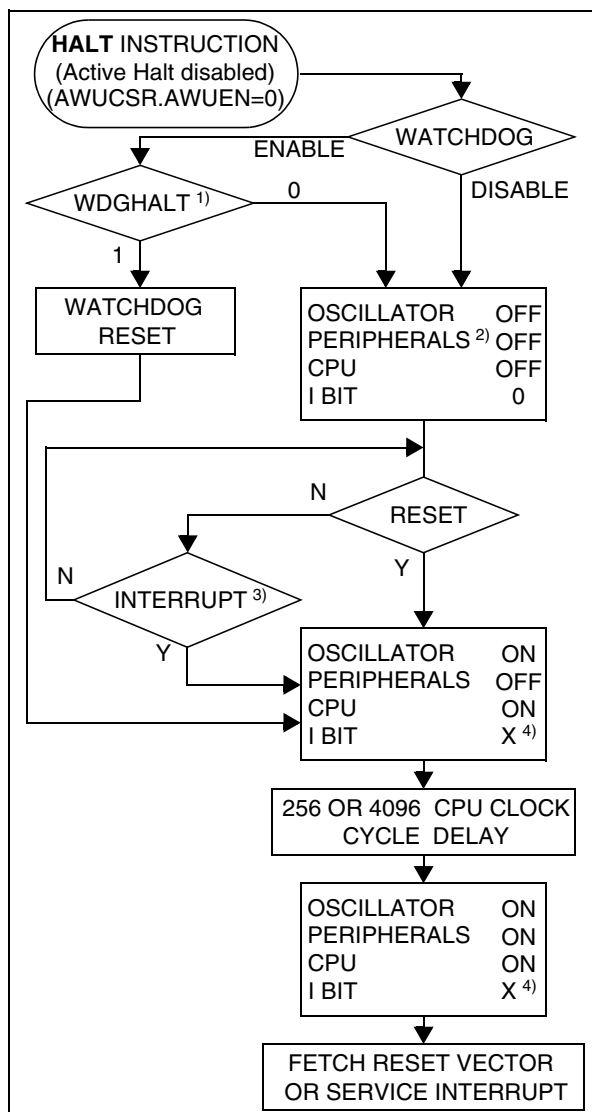 HALT INSTRUCTION
(Active Halt disabled)
(AWUCSR.AWUEN=0)
WATCHDOG
ENABLE
DISABLE
WDGHALT 1)
0
1
WATCHDOG
RESET
OSCILLATOR OFF
PERIPHERALS 2) OFF
CPU OFF
I BIT 0
N
RESET
Y
N
INTERRUPT 3)
Y
OSCILLATOR ON
PERIPHERALS OFF
CPU ON
I BIT X 4)
256 OR 4096 CPU CLOCK
CYCLE DELAY
OSCILLATOR ON
PERIPHERALS ON
CPU ON
I BIT X 4)
FETCH RESET VECTOR
OR SERVICE INTERRUPT